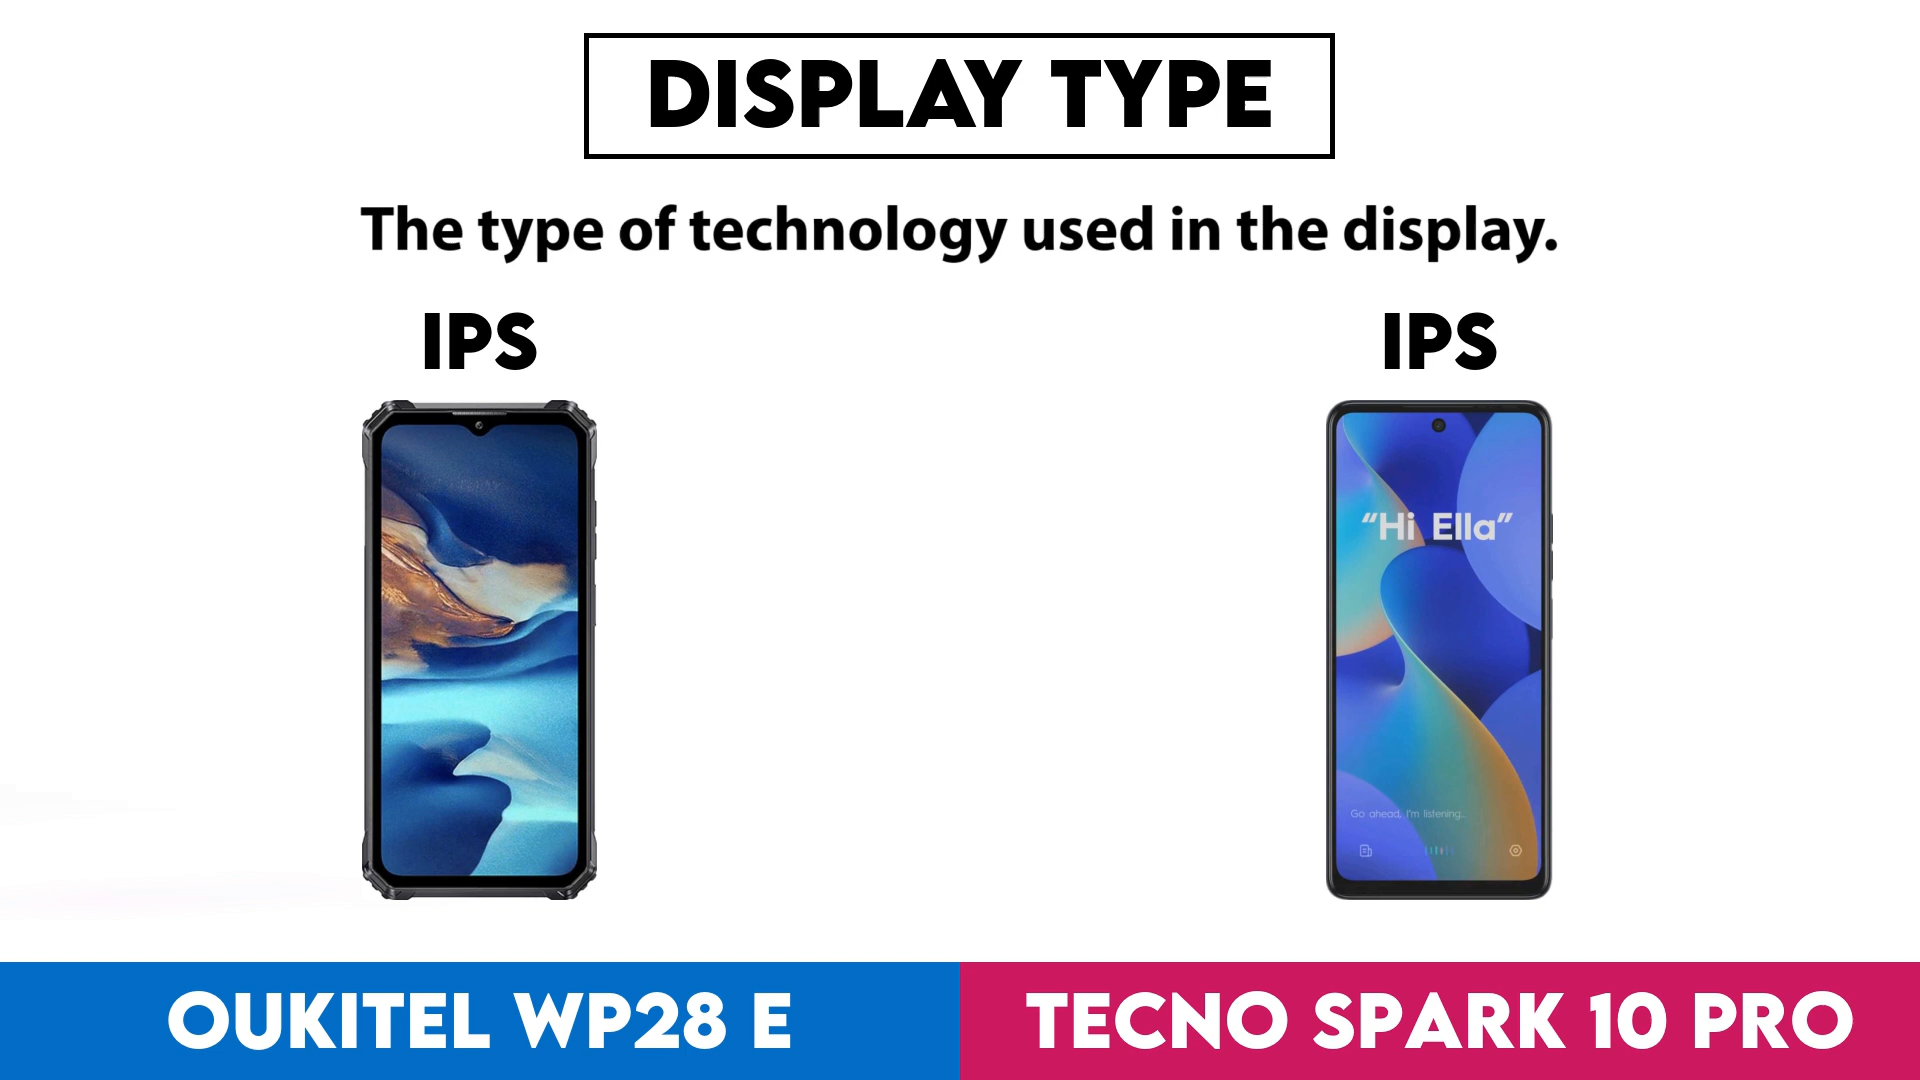 DISPLAY TYPE
The type of technology used in the display.
IPS
IPS
“Hi Ella”
Go ahead, I'm listening...
OUKITEL WP28 E
TECNO SPARK 10 PRO